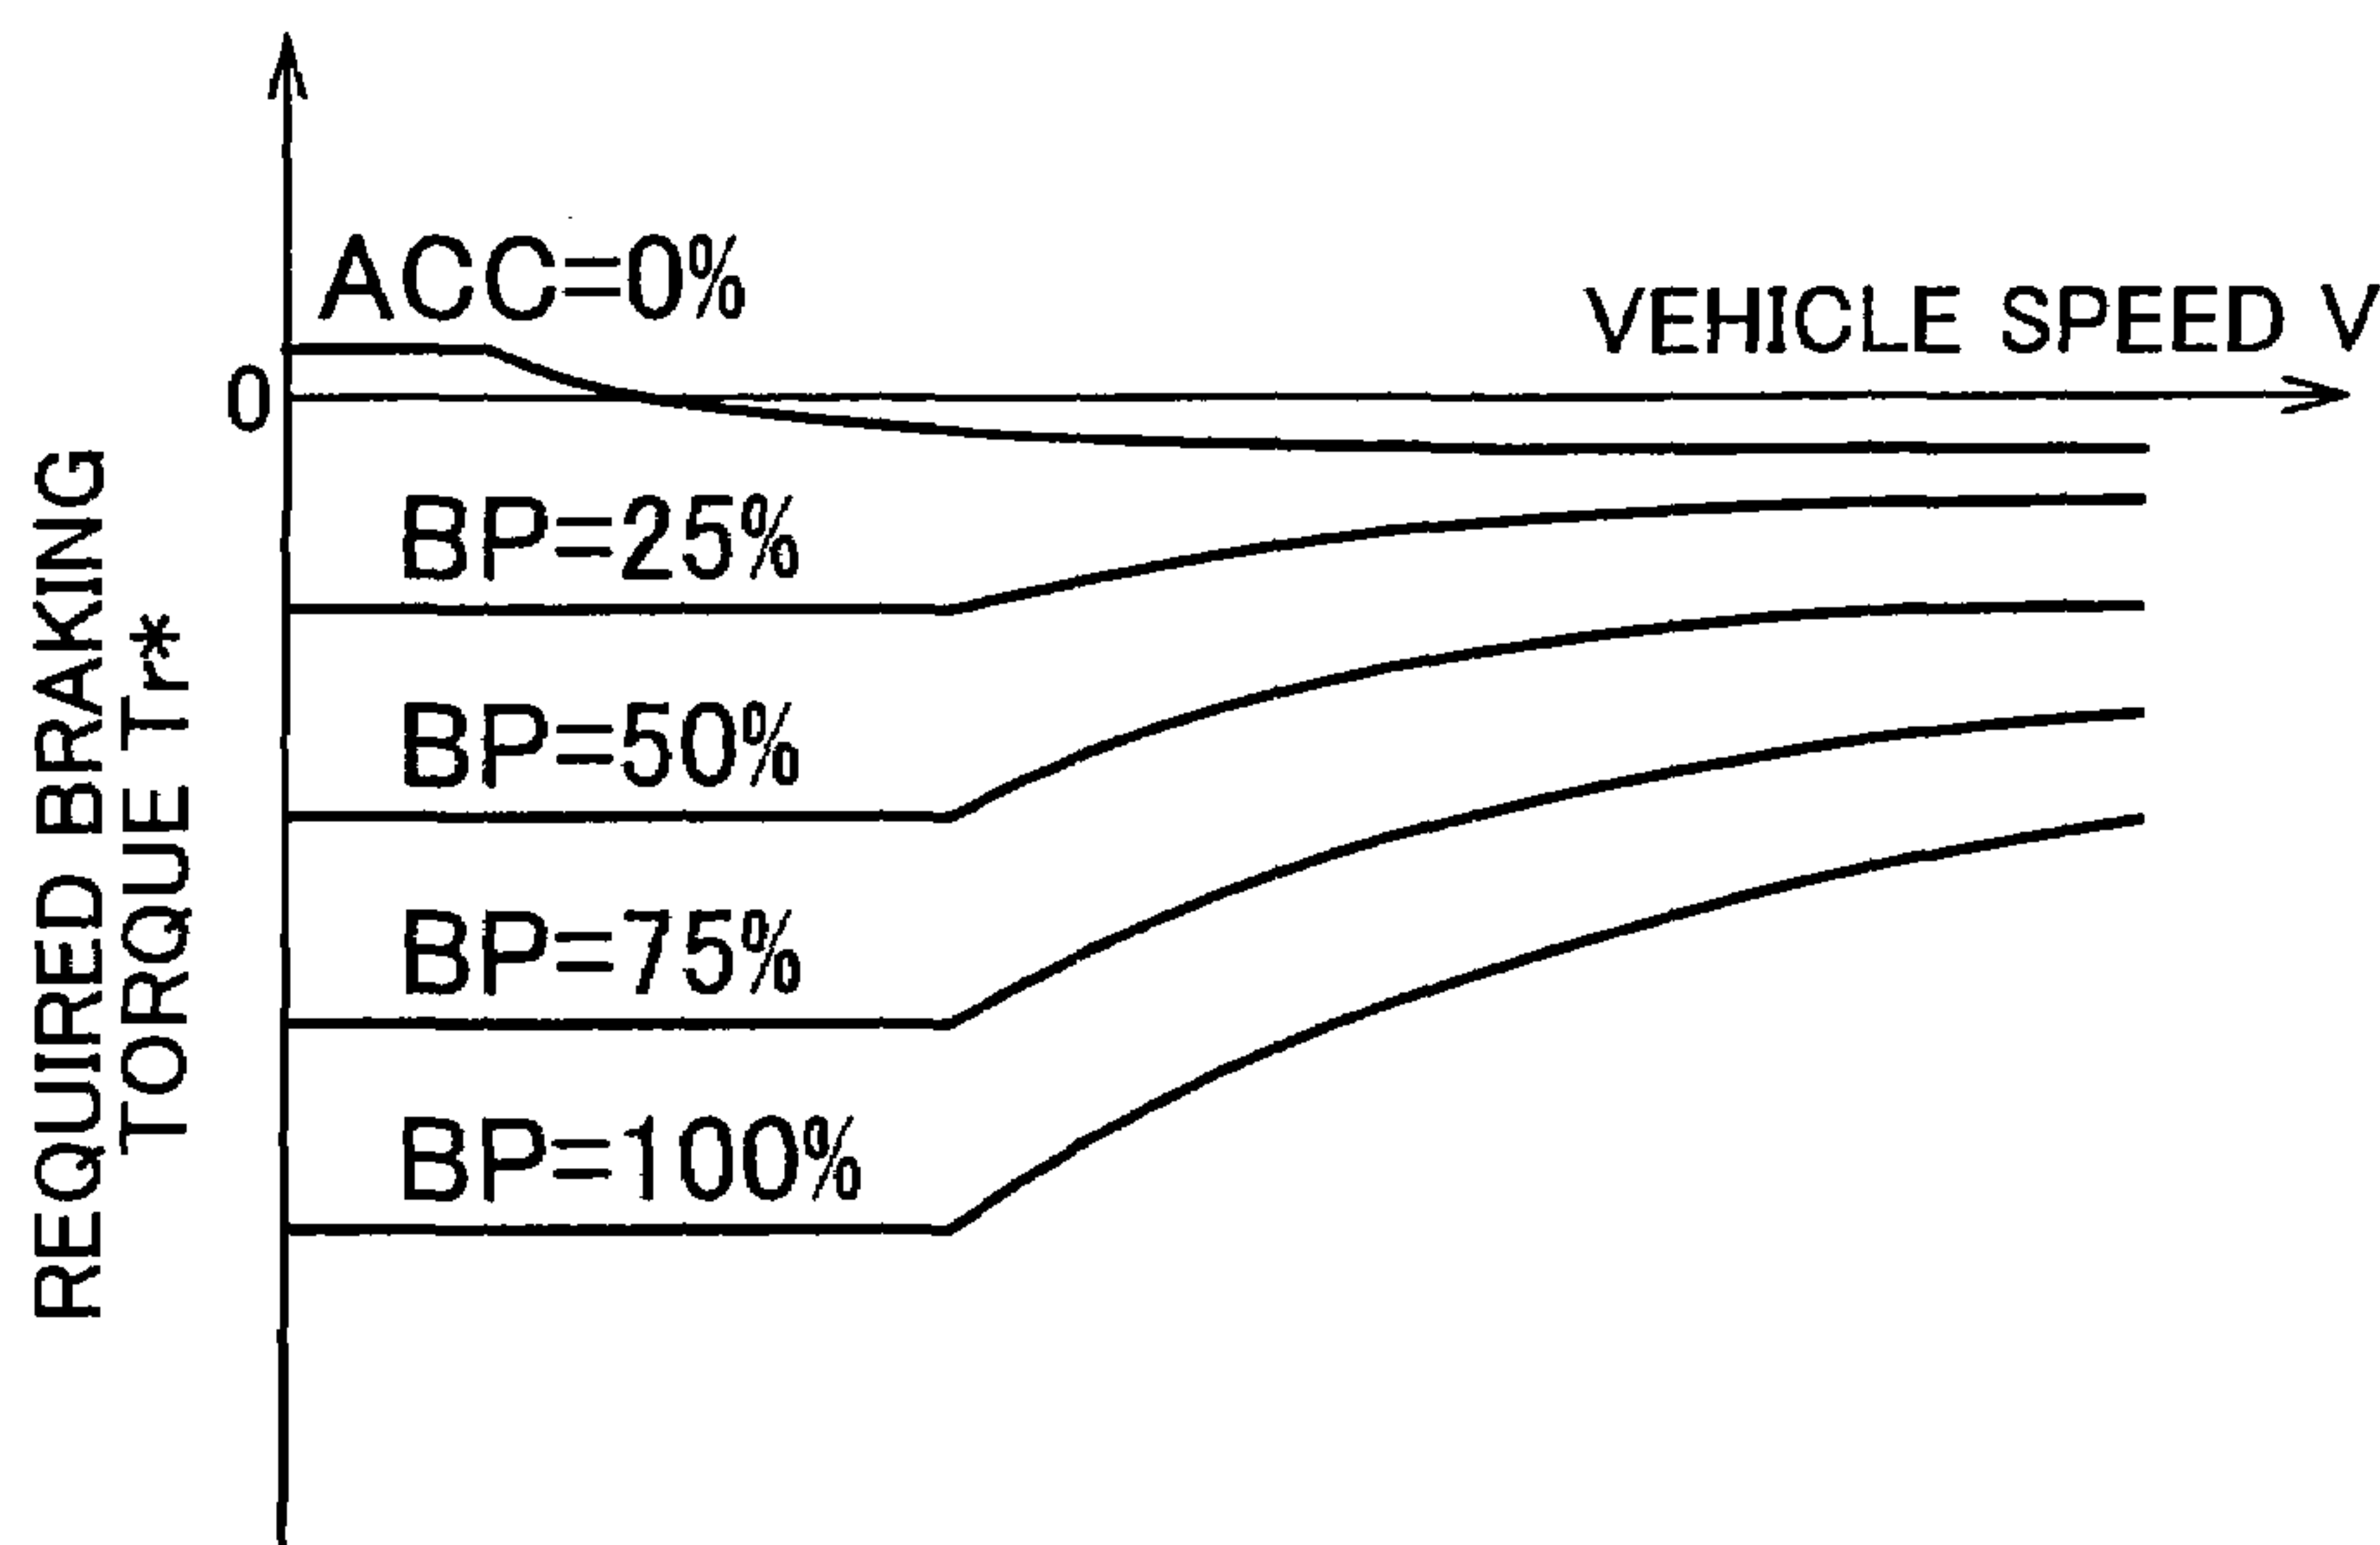 ACC=0%
VEHICLE SPEED V
0
BP=25%
BP=50%
BP=75%
BP=100%
REQUIRED BRAKING
TORQUE Tr*